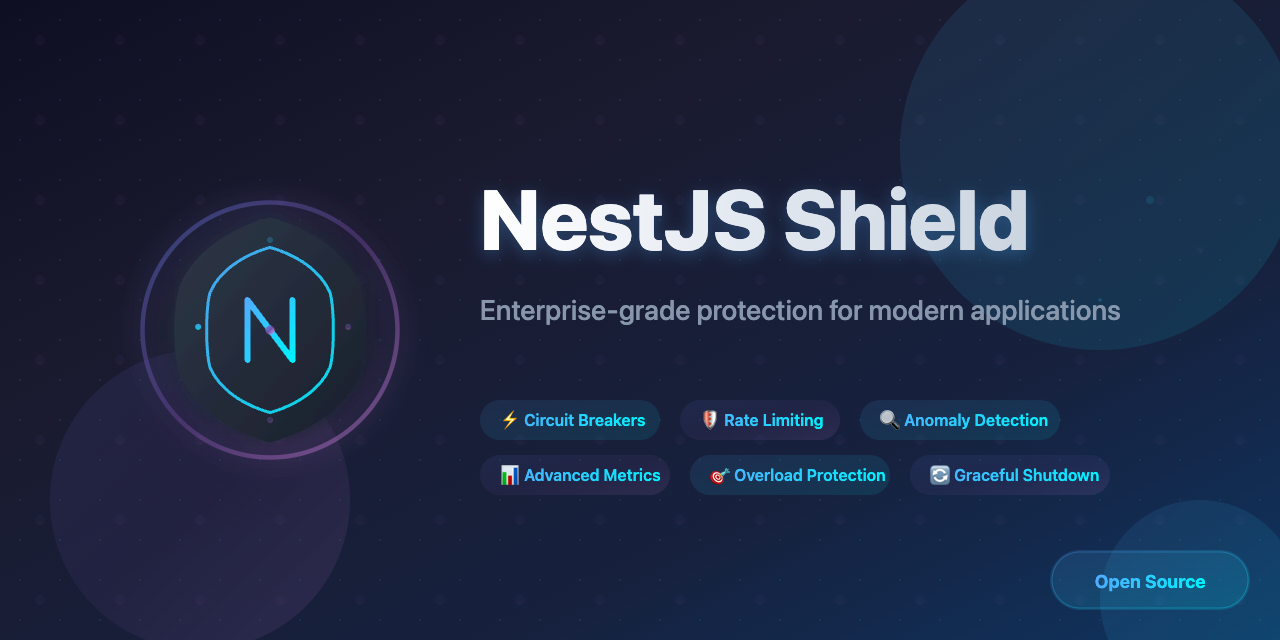 N
NestJS Shield
Enterprise-grade protection for modern applications
⚡ Circuit Breakers
🛡️ Rate Limiting
🔍 Anomaly Detection
📊 Advanced Metrics
🎯 Overload Protection
🔄 Graceful Shutdown
Open Source